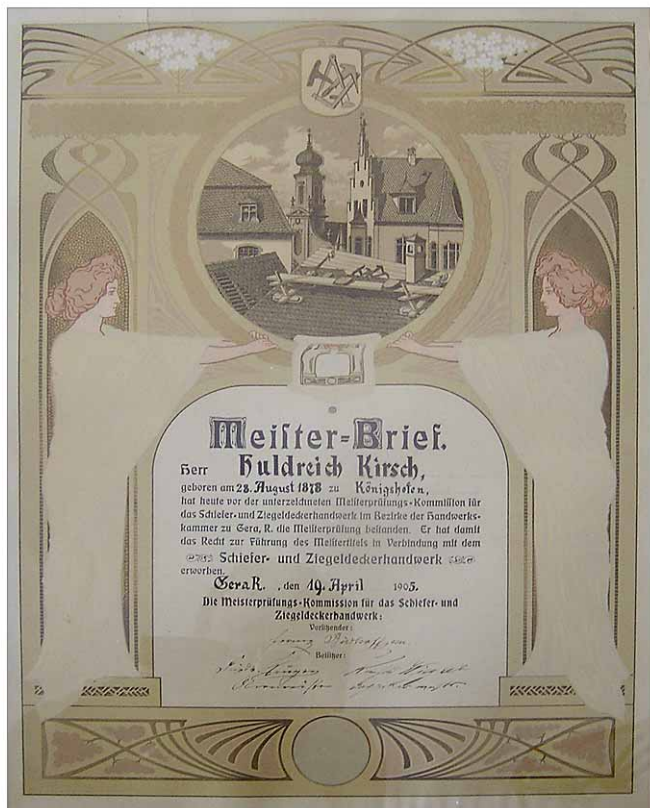 Meister-Brief.
Herr Huldreich Kirsch,
geboren am 28. August 1878 zu Königshofen,
hat heute vor der unterzeichneten Meisterprüfungs-Kommission für
das Schiefer- und Ziegeldeckerhandwerk im Bezirke der Handwerks-
kammer zu Gera, R. die Meisterprüfung bestanden. Er hat damit
das Recht zur Führung des Meistertitels in Verbindung mit dem
Schiefer- und Ziegeldeckerhandwerk
erworben.
Gera R. , den 19. April 1905.
Die Meisterprüfungs-Kommission für das Schiefer- und
Ziegeldeckerhandwerk:
Vorsitzender:
Beisitzer: